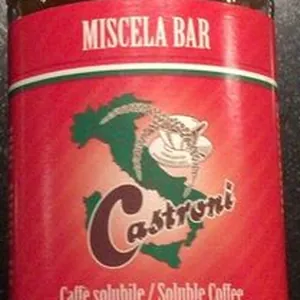 MISCELA BAR
Castroni
Caffè solubile / Soluble Coffee